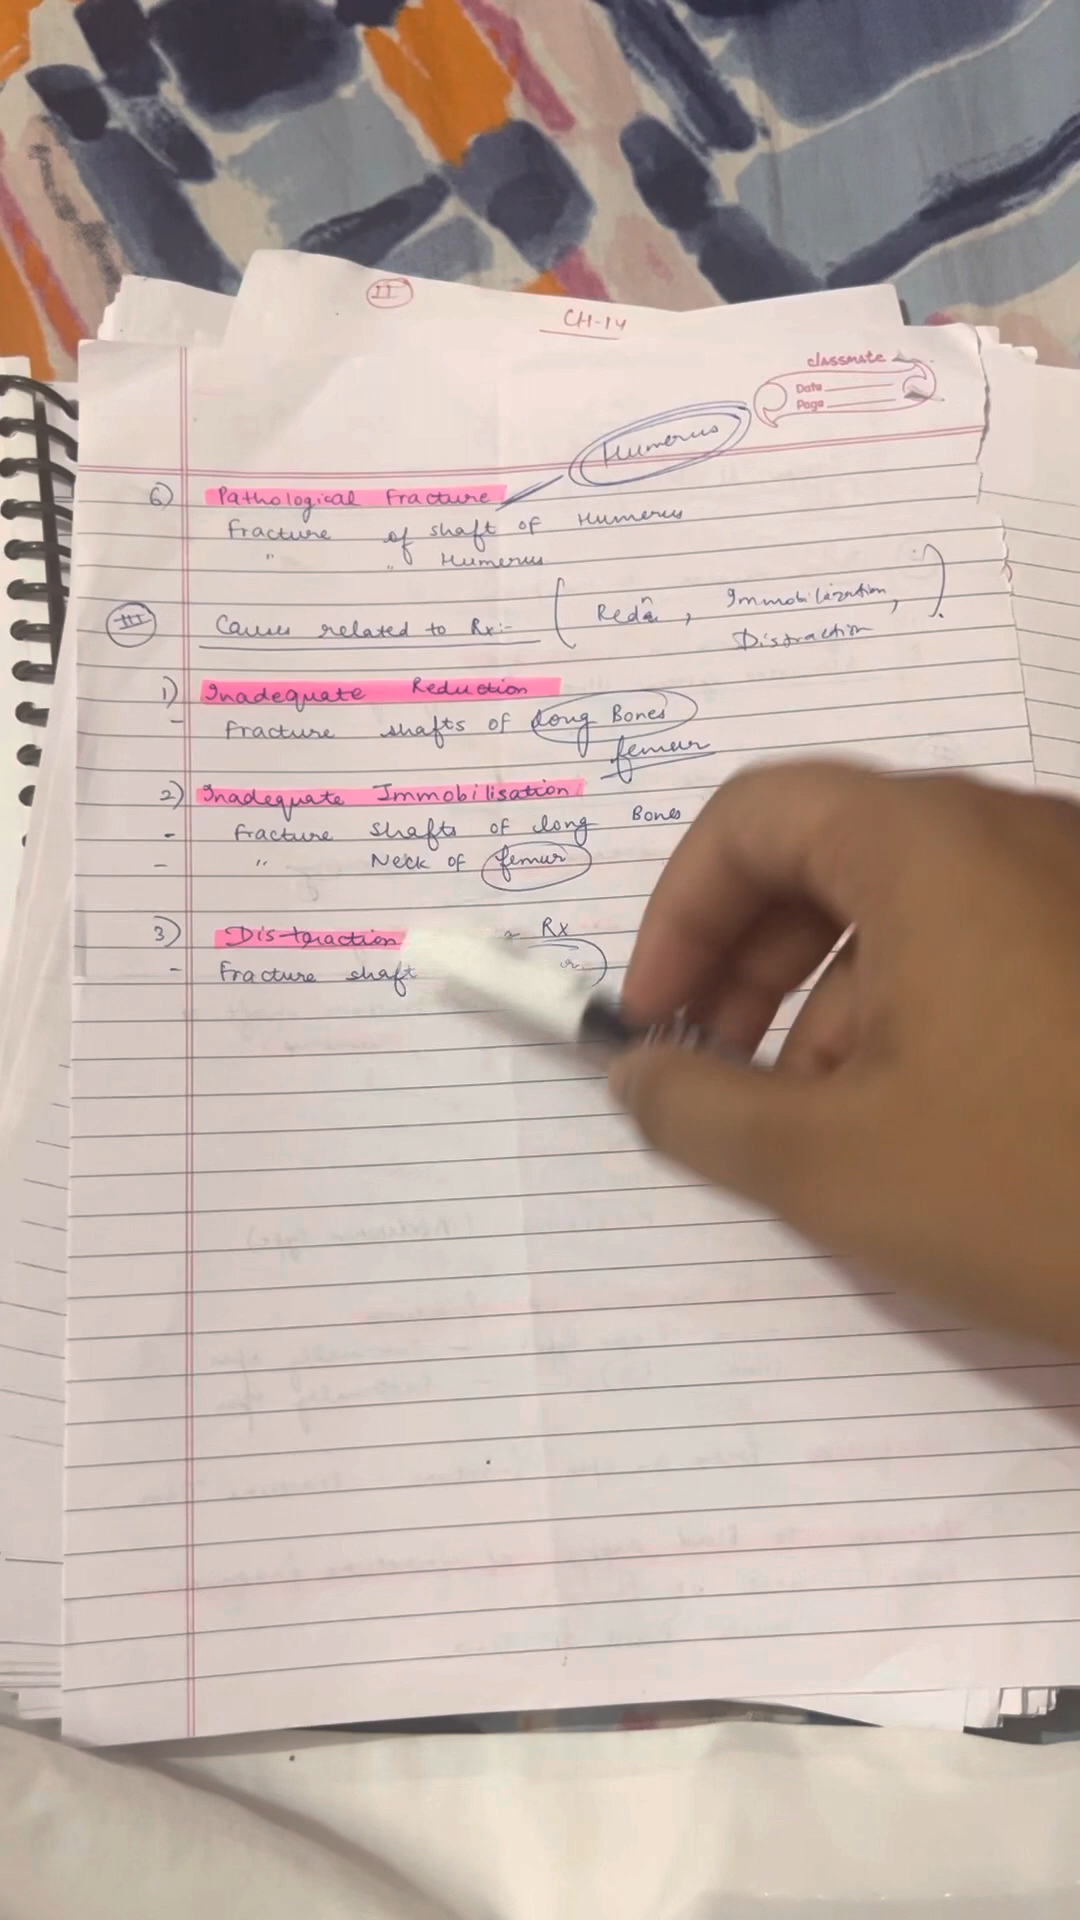 II
CH-14
classmate
Date
Page
Humerus
6) Pathological Fracture
Fracture of shaft of Humerus
" " Humerus
III Causes related to Rx:- ( Redn, Immobilization, Distraction )
1) Inadequate Reduction
- Fracture shafts of long Bones
femur
2) Inadequate Immobilisation
- Fracture shafts of long Bones
- " Neck of femur
3) Distraction Rx
- Fracture shaft